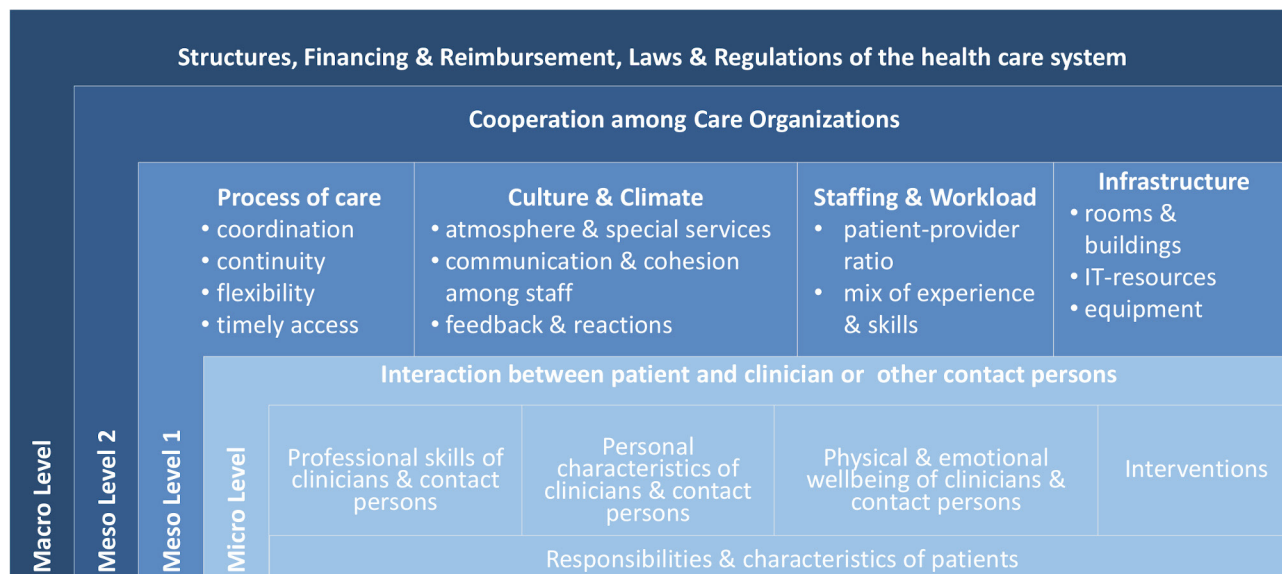 Structures, Financing & Reimbursement, Laws & Regulations of the health care system
Cooperation among Care Organizations
Process of care
• coordination
• continuity
• flexibility
• timely access
Culture & Climate
• atmosphere & special services
• communication & cohesion
among staff
• feedback & reactions
Staffing & Workload
• patient-provider
ratio
• mix of experience
& skills
Infrastructure
• rooms &
buildings
• IT-resources
• equipment
Interaction between patient and clinician or other contact persons
Professional skills of
clinicians & contact
persons
Personal
characteristics of
clinicians & contact
persons
Physical & emotional
wellbeing of clinicians &
contact persons
Interventions
Responsibilities & characteristics of patients
Macro Level
Meso Level 2
Meso Level 1
Micro Level